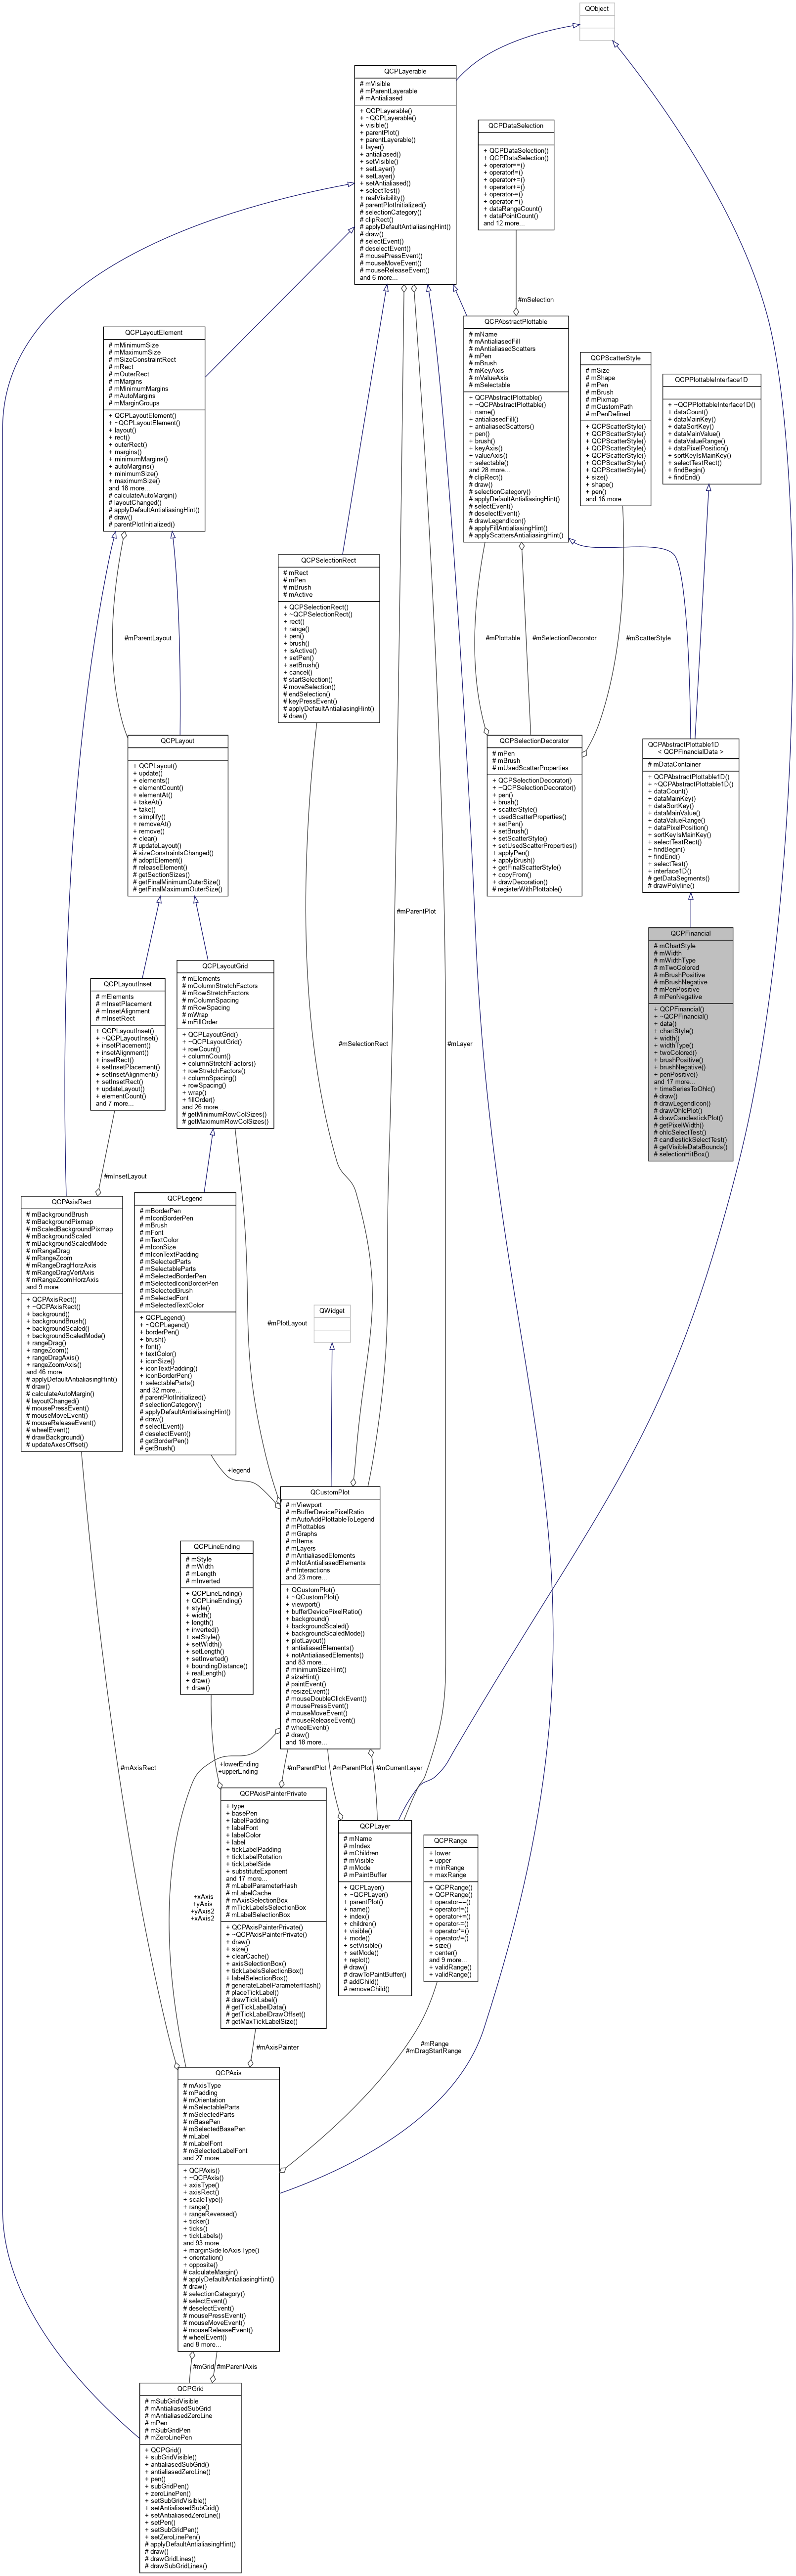 QObject
QCPLayerable
# mVisible
# mParentLayerable
# mAntialiased
+ QCPLayerable()
+ ~QCPLayerable()
+ visible()
+ parentPlot()
+ parentLayerable()
+ layer()
+ antialiased()
+ setVisible()
+ setLayer()
+ setLayer()
+ setAntialiased()
+ selectTest()
+ realVisibility()
# parentPlotInitialized()
# selectionCategory()
# clipRect()
# applyDefaultAntialiasingHint()
# draw()
# selectEvent()
# deselectEvent()
# mousePressEvent()
# mouseMoveEvent()
# mouseReleaseEvent()
and 6 more...
QCPDataSelection
+ QCPDataSelection()
+ QCPDataSelection()
+ operator==()
+ operator!=()
+ operator+=()
+ operator+=()
+ operator-=()
+ operator-=()
+ dataRangeCount()
+ dataPointCount()
and 12 more...
#mSelection
QCPLayoutElement
# mMinimumSize
# mMaximumSize
# mSizeConstraintRect
# mRect
# mOuterRect
# mMargins
# mMinimumMargins
# mAutoMargins
# mMarginGroups
+ QCPLayoutElement()
+ ~QCPLayoutElement()
+ layout()
+ rect()
+ outerRect()
+ margins()
+ minimumMargins()
+ autoMargins()
+ minimumSize()
+ maximumSize()
and 18 more...
# calculateAutoMargin()
# layoutChanged()
# applyDefaultAntialiasingHint()
# draw()
# parentPlotInitialized()
QCPAbstractPlottable
# mName
# mAntialiasedFill
# mAntialiasedScatters
# mPen
# mBrush
# mKeyAxis
# mValueAxis
# mSelectable
+ QCPAbstractPlottable()
+ ~QCPAbstractPlottable()
+ name()
+ antialiasedFill()
+ antialiasedScatters()
+ pen()
+ brush()
+ keyAxis()
+ valueAxis()
+ selectable()
and 28 more...
# clipRect()
# draw()
# selectionCategory()
# applyDefaultAntialiasingHint()
# selectEvent()
# deselectEvent()
# drawLegendIcon()
# applyFillAntialiasingHint()
# applyScattersAntialiasingHint()
QCPScatterStyle
# mSize
# mShape
# mPen
# mBrush
# mPixmap
# mCustomPath
# mPenDefined
+ QCPScatterStyle()
+ QCPScatterStyle()
+ QCPScatterStyle()
+ QCPScatterStyle()
+ QCPScatterStyle()
+ QCPScatterStyle()
+ QCPScatterStyle()
+ size()
+ shape()
+ pen()
and 16 more...
QCPPlottableInterface1D
+ ~QCPPlottableInterface1D()
+ dataCount()
+ dataMainKey()
+ dataSortKey()
+ dataMainValue()
+ dataValueRange()
+ dataPixelPosition()
+ sortKeyIsMainKey()
+ selectTestRect()
+ findBegin()
+ findEnd()
QCPSelectionRect
# mRect
# mPen
# mBrush
# mActive
+ QCPSelectionRect()
+ ~QCPSelectionRect()
+ rect()
+ range()
+ pen()
+ brush()
+ isActive()
+ setPen()
+ setBrush()
+ cancel()
# startSelection()
# moveSelection()
# endSelection()
# keyPressEvent()
# applyDefaultAntialiasingHint()
# draw()
#mParentLayout
#mPlottable
#mSelectionDecorator
#mScatterStyle
QCPLayout
+ QCPLayout()
+ update()
+ elements()
+ elementCount()
+ elementAt()
+ takeAt()
+ take()
+ simplify()
+ removeAt()
+ remove()
+ clear()
# updateLayout()
# sizeConstraintsChanged()
# adoptElement()
# releaseElement()
# getSectionSizes()
# getFinalMinimumOuterSize()
# getFinalMaximumOuterSize()
QCPSelectionDecorator
# mPen
# mBrush
# mUsedScatterProperties
+ QCPSelectionDecorator()
+ ~QCPSelectionDecorator()
+ pen()
+ brush()
+ scatterStyle()
+ usedScatterProperties()
+ setPen()
+ setBrush()
+ setScatterStyle()
+ setUsedScatterProperties()
+ applyPen()
+ applyBrush()
+ getFinalScatterStyle()
+ copyFrom()
+ drawDecoration()
# registerWithPlottable()
QCPAbstractPlottable1D
< QCPFinancialData >
# mDataContainer
+ QCPAbstractPlottable1D()
+ ~QCPAbstractPlottable1D()
+ dataCount()
+ dataMainKey()
+ dataSortKey()
+ dataMainValue()
+ dataValueRange()
+ dataPixelPosition()
+ sortKeyIsMainKey()
+ selectTestRect()
+ findBegin()
+ findEnd()
+ selectTest()
+ interface1D()
# getDataSegments()
# drawPolyline()
#mParentPlot
QCPFinancial
# mChartStyle
# mWidth
# mWidthType
# mTwoColored
# mBrushPositive
# mBrushNegative
# mPenPositive
# mPenNegative
+ QCPFinancial()
+ ~QCPFinancial()
+ data()
+ chartStyle()
+ width()
+ widthType()
+ twoColored()
+ brushPositive()
+ brushNegative()
+ penPositive()
and 17 more...
+ timeSeriesToOhlc()
# draw()
# drawLegendIcon()
# drawOhlcPlot()
# drawCandlestickPlot()
# getPixelWidth()
# ohlcSelectTest()
# candlestickSelectTest()
# getVisibleDataBounds()
# selectionHitBox()
QCPLayoutInset
# mElements
# mInsetPlacement
# mInsetAlignment
# mInsetRect
+ QCPLayoutInset()
+ ~QCPLayoutInset()
+ insetPlacement()
+ insetAlignment()
+ insetRect()
+ setInsetPlacement()
+ setInsetAlignment()
+ setInsetRect()
+ updateLayout()
+ elementCount()
and 7 more...
QCPLayoutGrid
# mElements
# mColumnStretchFactors
# mRowStretchFactors
# mColumnSpacing
# mRowSpacing
# mWrap
# mFillOrder
+ QCPLayoutGrid()
+ ~QCPLayoutGrid()
+ rowCount()
+ columnCount()
+ columnStretchFactors()
+ rowStretchFactors()
+ columnSpacing()
+ rowSpacing()
+ wrap()
+ fillOrder()
and 26 more...
# getMinimumRowColSizes()
# getMaximumRowColSizes()
#mSelectionRect
#mLayer
#mInsetLayout
QCPAxisRect
# mBackgroundBrush
# mBackgroundPixmap
# mScaledBackgroundPixmap
# mBackgroundScaled
# mBackgroundScaledMode
# mRangeDrag
# mRangeZoom
# mRangeDragHorzAxis
# mRangeDragVertAxis
# mRangeZoomHorzAxis
and 9 more...
+ QCPAxisRect()
+ ~QCPAxisRect()
+ background()
+ backgroundBrush()
+ backgroundScaled()
+ backgroundScaledMode()
+ rangeDrag()
+ rangeZoom()
+ rangeDragAxis()
+ rangeZoomAxis()
and 46 more...
# applyDefaultAntialiasingHint()
# draw()
# calculateAutoMargin()
# layoutChanged()
# mousePressEvent()
# mouseMoveEvent()
# mouseReleaseEvent()
# wheelEvent()
# drawBackground()
# updateAxesOffset()
QCPLegend
# mBorderPen
# mIconBorderPen
# mBrush
# mFont
# mTextColor
# mIconSize
# mIconTextPadding
# mSelectedParts
# mSelectableParts
# mSelectedBorderPen
# mSelectedIconBorderPen
# mSelectedBrush
# mSelectedFont
# mSelectedTextColor
+ QCPLegend()
+ ~QCPLegend()
+ borderPen()
+ brush()
+ font()
+ textColor()
+ iconSize()
+ iconTextPadding()
+ iconBorderPen()
+ selectableParts()
and 32 more...
# parentPlotInitialized()
# selectionCategory()
# applyDefaultAntialiasingHint()
# draw()
# selectEvent()
# deselectEvent()
# getBorderPen()
# getBrush()
#mPlotLayout
QWidget
+legend
QCustomPlot
# mViewport
# mBufferDevicePixelRatio
# mAutoAddPlottableToLegend
# mPlottables
# mGraphs
# mItems
# mLayers
# mAntialiasedElements
# mNotAntialiasedElements
# mInteractions
and 23 more...
+ QCustomPlot()
+ ~QCustomPlot()
+ viewport()
+ bufferDevicePixelRatio()
+ background()
+ backgroundScaled()
+ backgroundScaledMode()
+ plotLayout()
+ antialiasedElements()
+ notAntialiasedElements()
and 83 more...
# minimumSizeHint()
# sizeHint()
# paintEvent()
# resizeEvent()
# mouseDoubleClickEvent()
# mousePressEvent()
# mouseMoveEvent()
# mouseReleaseEvent()
# wheelEvent()
# draw()
and 18 more...
QCPLineEnding
# mStyle
# mWidth
# mLength
# mInverted
+ QCPLineEnding()
+ QCPLineEnding()
+ style()
+ width()
+ length()
+ inverted()
+ setStyle()
+ setWidth()
+ setLength()
+ setInverted()
+ boundingDistance()
+ realLength()
+ draw()
+ draw()
#mAxisRect
+lowerEnding
+upperEnding
#mParentPlot
#mParentPlot
#mCurrentLayer
QCPAxisPainterPrivate
+ type
+ basePen
+ labelPadding
+ labelFont
+ labelColor
+ label
+ tickLabelPadding
+ tickLabelRotation
+ tickLabelSide
+ substituteExponent
and 17 more...
# mLabelParameterHash
# mLabelCache
# mAxisSelectionBox
# mTickLabelsSelectionBox
# mLabelSelectionBox
+ QCPAxisPainterPrivate()
+ ~QCPAxisPainterPrivate()
+ draw()
+ size()
+ clearCache()
+ axisSelectionBox()
+ tickLabelsSelectionBox()
+ labelSelectionBox()
# generateLabelParameterHash()
# placeTickLabel()
# drawTickLabel()
# getTickLabelData()
# getTickLabelDrawOffset()
# getMaxTickLabelSize()
QCPLayer
# mName
# mIndex
# mChildren
# mVisible
# mMode
# mPaintBuffer
+ QCPLayer()
+ ~QCPLayer()
+ parentPlot()
+ name()
+ index()
+ children()
+ visible()
+ mode()
+ setVisible()
+ setMode()
+ replot()
# draw()
# drawToPaintBuffer()
# addChild()
# removeChild()
QCPRange
+ lower
+ upper
+ minRange
+ maxRange
+ QCPRange()
+ QCPRange()
+ operator==()
+ operator!=()
+ operator+=()
+ operator-=()
+ operator*=()
+ operator/=()
+ size()
+ center()
and 9 more...
+ validRange()
+ validRange()
+xAxis
+yAxis
+yAxis2
+xAxis2
#mAxisPainter
#mRange
#mDragStartRange
QCPAxis
# mAxisType
# mPadding
# mOrientation
# mSelectableParts
# mSelectedParts
# mBasePen
# mSelectedBasePen
# mLabel
# mLabelFont
# mSelectedLabelFont
and 27 more...
+ QCPAxis()
+ ~QCPAxis()
+ axisType()
+ axisRect()
+ scaleType()
+ range()
+ rangeReversed()
+ ticker()
+ ticks()
+ tickLabels()
and 93 more...
+ marginSideToAxisType()
+ orientation()
+ opposite()
# calculateMargin()
# applyDefaultAntialiasingHint()
# draw()
# selectionCategory()
# selectEvent()
# deselectEvent()
# mousePressEvent()
# mouseMoveEvent()
# mouseReleaseEvent()
# wheelEvent()
and 8 more...
#mGrid
#mParentAxis
QCPGrid
# mSubGridVisible
# mAntialiasedSubGrid
# mAntialiasedZeroLine
# mPen
# mSubGridPen
# mZeroLinePen
+ QCPGrid()
+ subGridVisible()
+ antialiasedSubGrid()
+ antialiasedZeroLine()
+ pen()
+ subGridPen()
+ zeroLinePen()
+ setSubGridVisible()
+ setAntialiasedSubGrid()
+ setAntialiasedZeroLine()
+ setPen()
+ setSubGridPen()
+ setZeroLinePen()
# applyDefaultAntialiasingHint()
# draw()
# drawGridLines()
# drawSubGridLines()